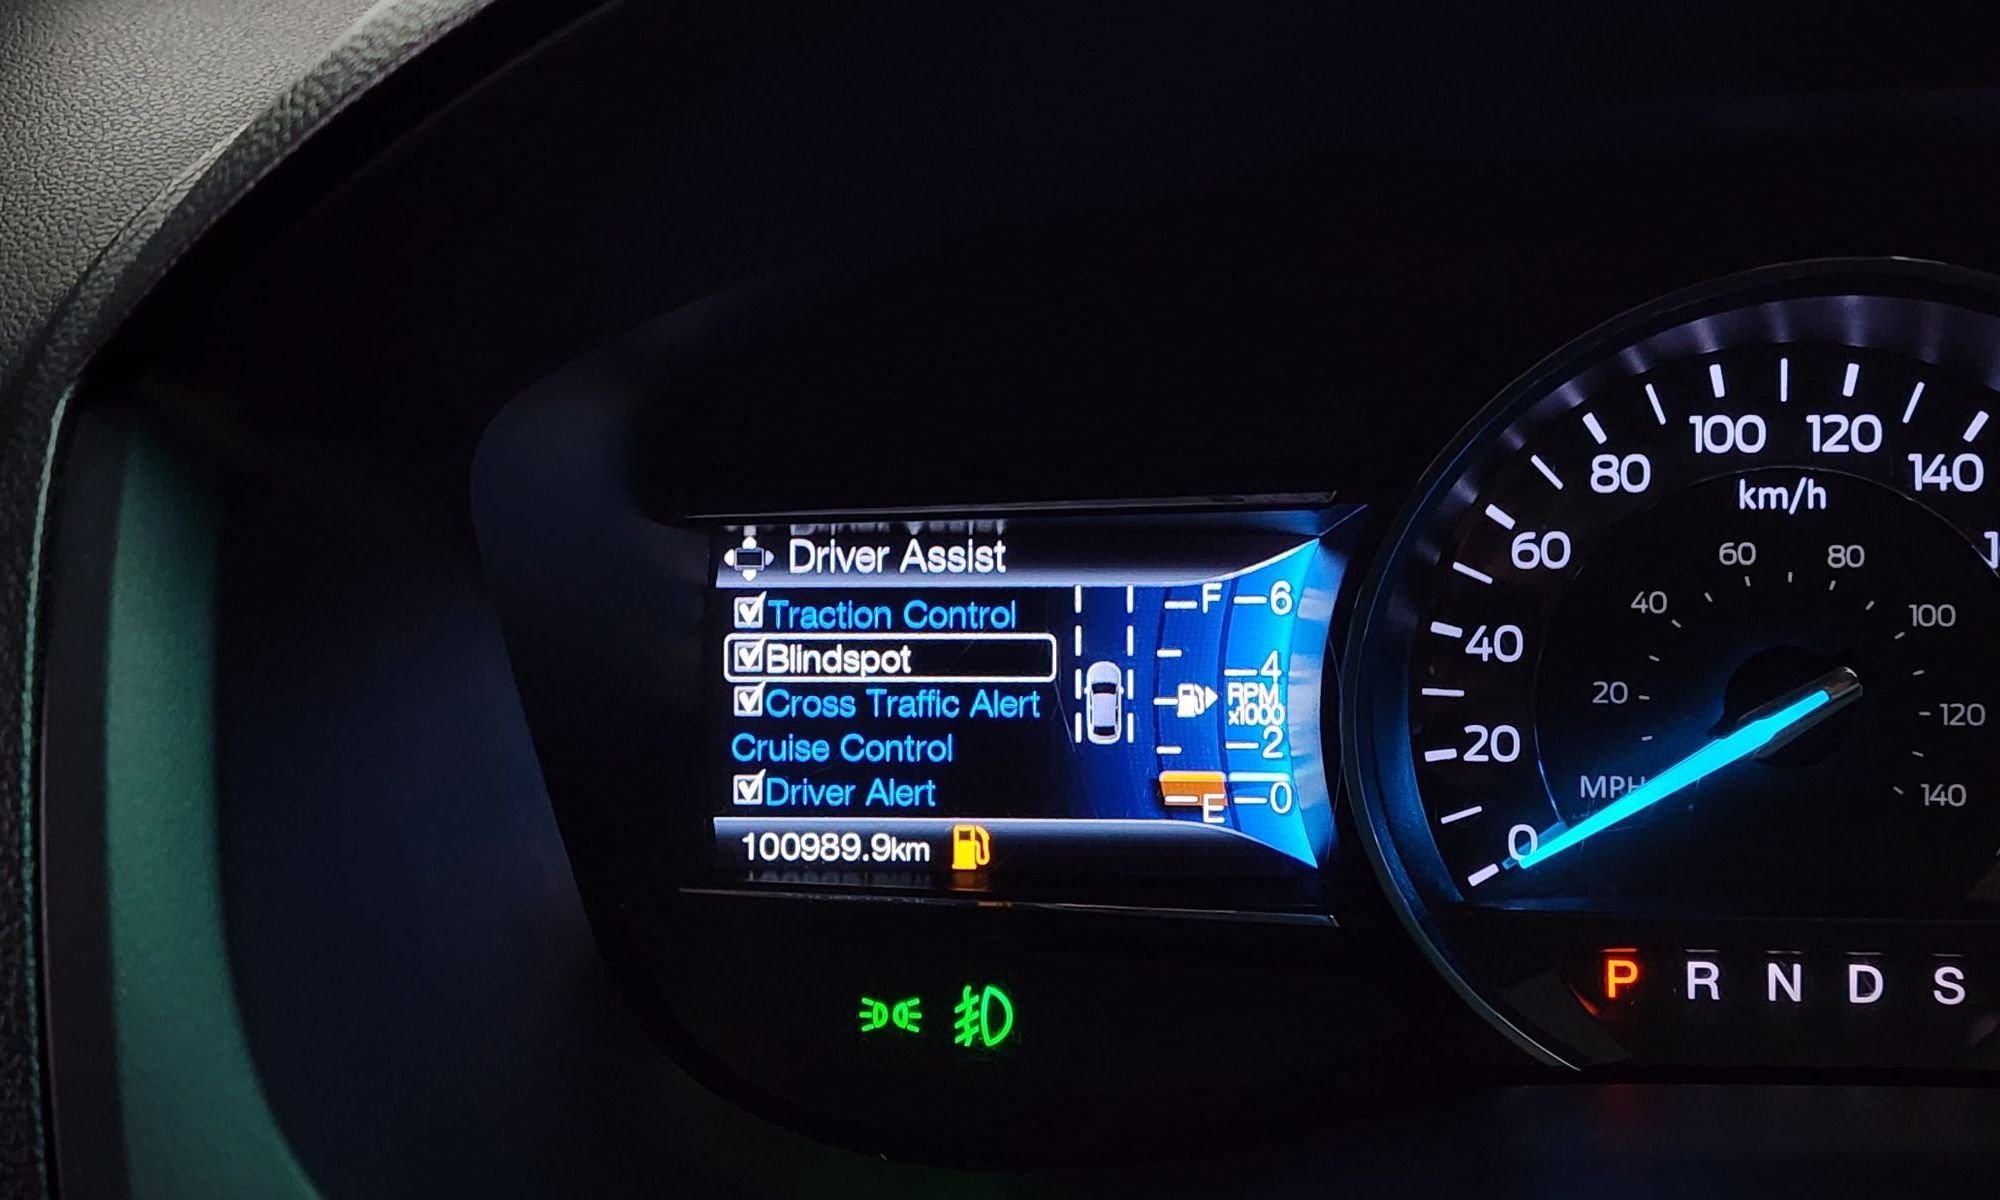 Driver Assist
Traction Control
Blindspot
Cross Traffic Alert
Cruise Control
Driver Alert
100989.9km
F
E
6
4
RPM
x1000
2
0
0
20
40
60
80
100
120
140
km/h
20
40
60
80
100
120
140
MPH
P R N D S